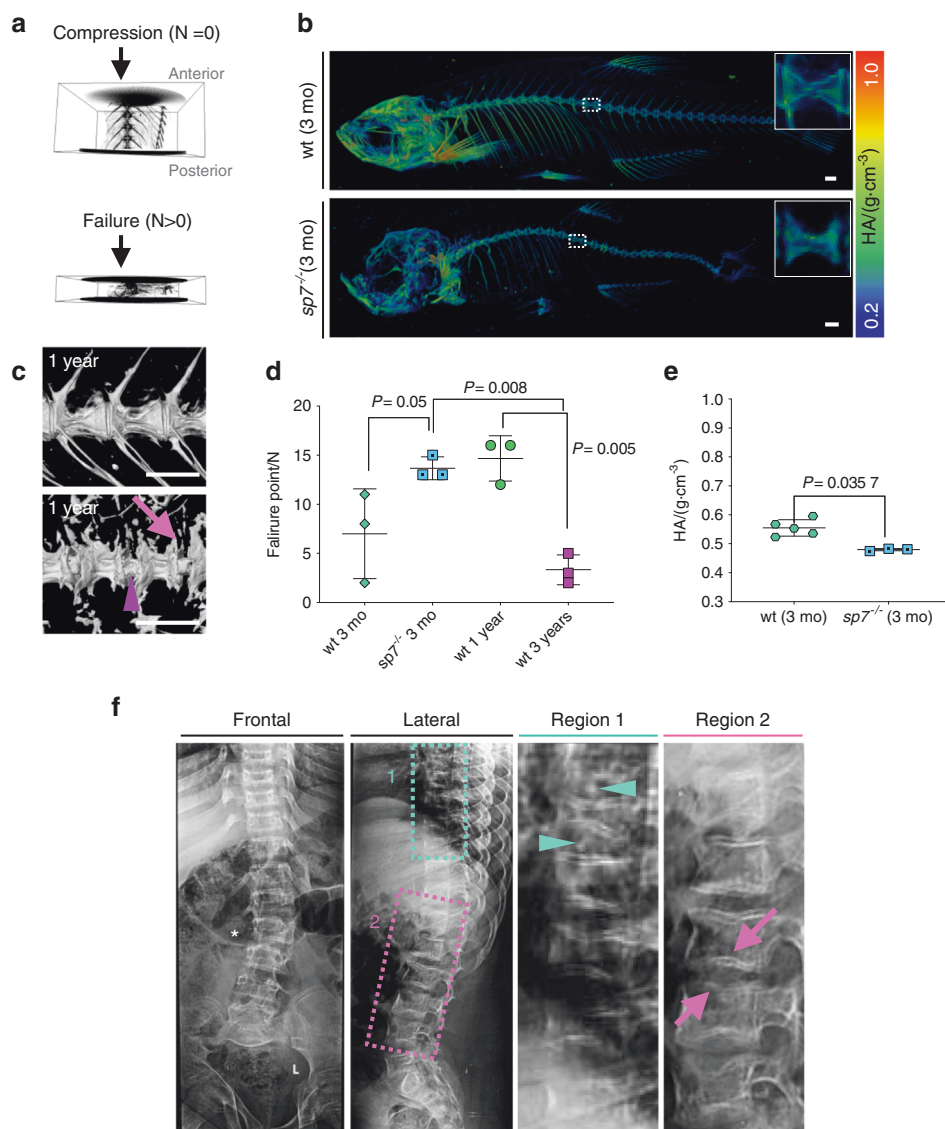 a
Compression (N =0)
Anterior
Posterior
Failure (N>0)
b
wt (3 mo)
sp7-/-(3 mo)
1.0
HA/(g·cm-3)
0.2
c
1 year
1 year
d
P= 0.008
P= 0.05
P= 0.005
20
15
10
5
0
Falirure point/N
wt 3 mo
sp7-/- 3 mo
wt 1 year
wt 3 years
e
1.0
0.9
0.8
0.7
0.6
0.5
0.4
0.3
HA/(g·cm-3)
P= 0.035 7
wt (3 mo)
sp7-/- (3 mo)
f
Frontal
Lateral
Region 1
Region 2
1
2
*
L